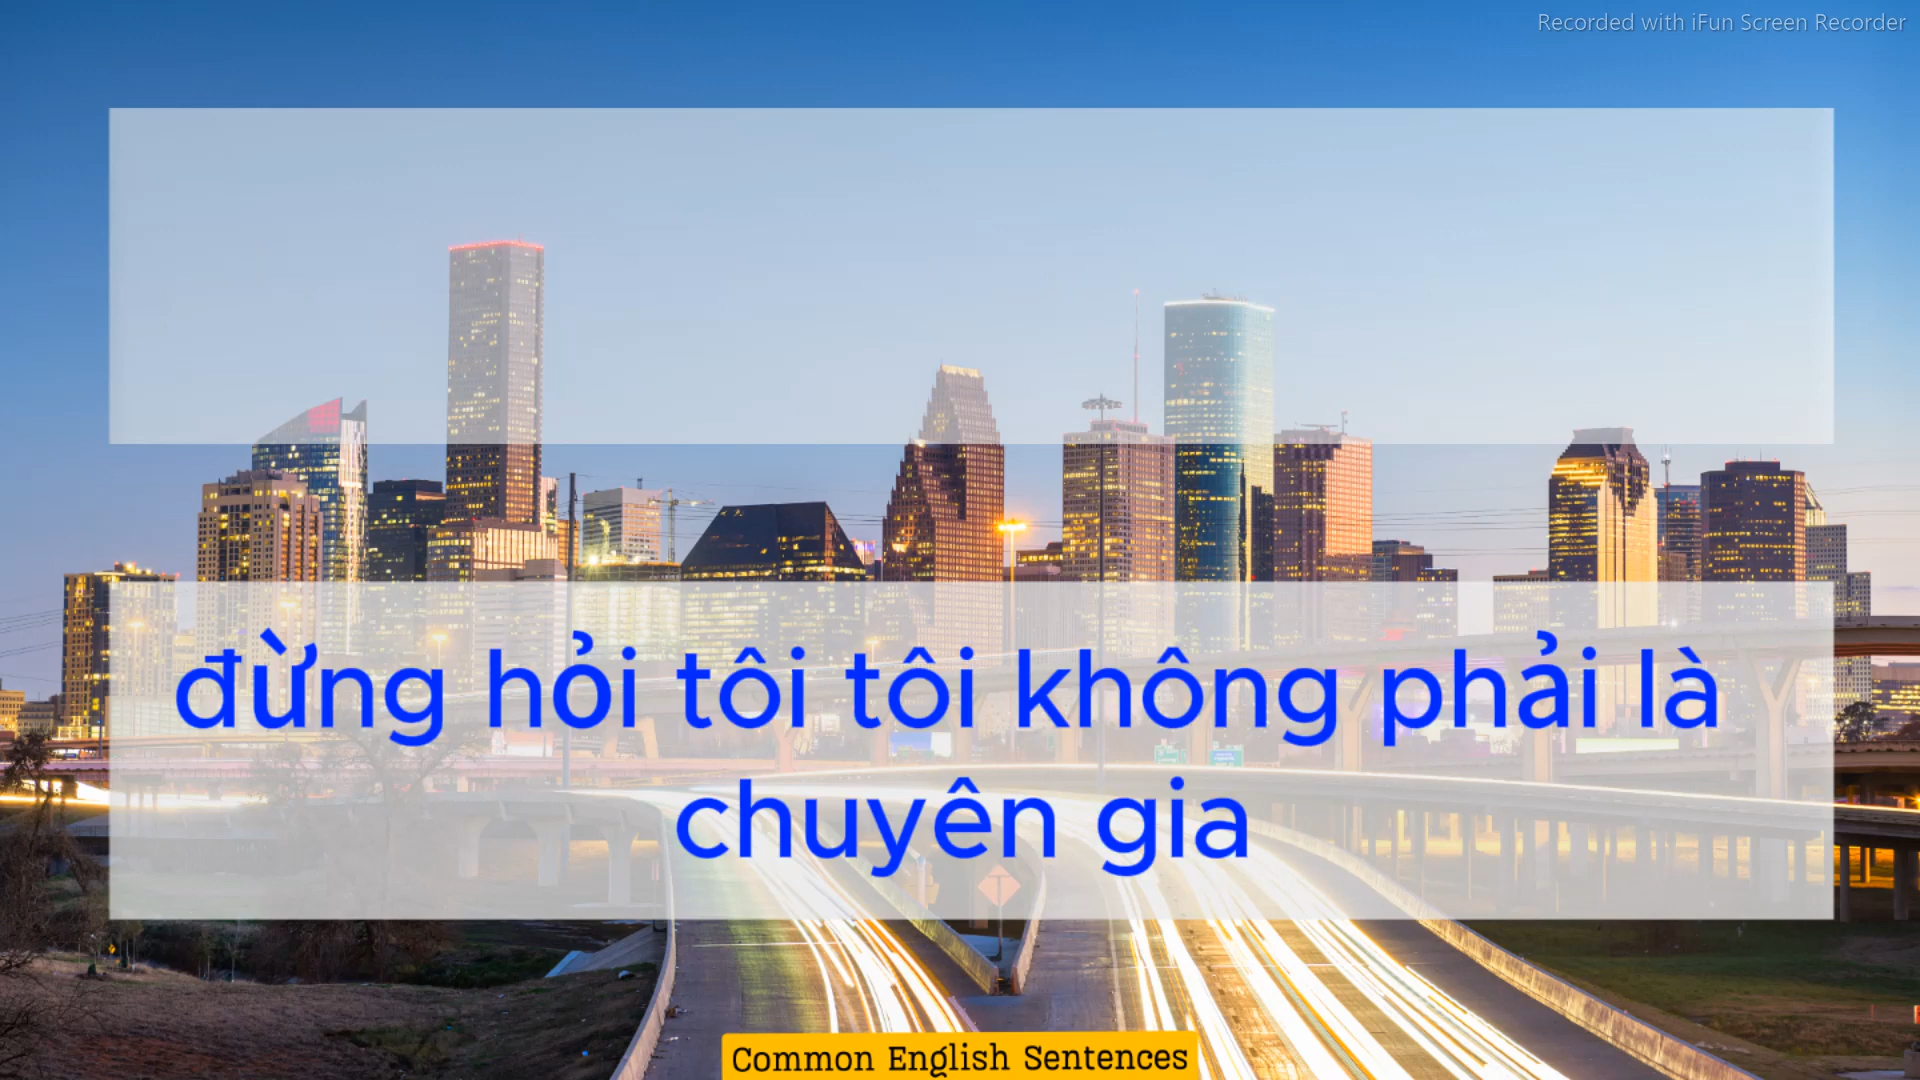 Recorded with iFun Screen Recorder
đừng hỏi tôi tôi không phải là
chuyên gia
Common English Sentences